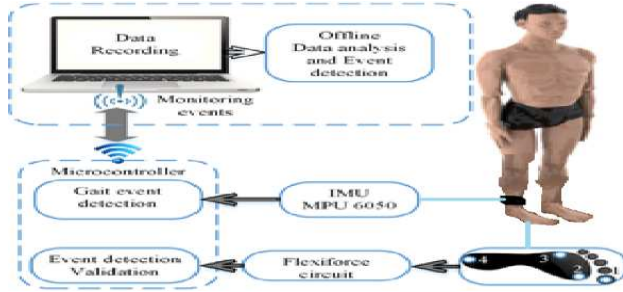 Data
Recording
Offline
Data analysis
and Event
detection
Monitoring
events
Microcontroller
Gait event
detection
IMU
MPU 6050
Event detection
Validation
Flexiforce
circuit
4
3
2
1